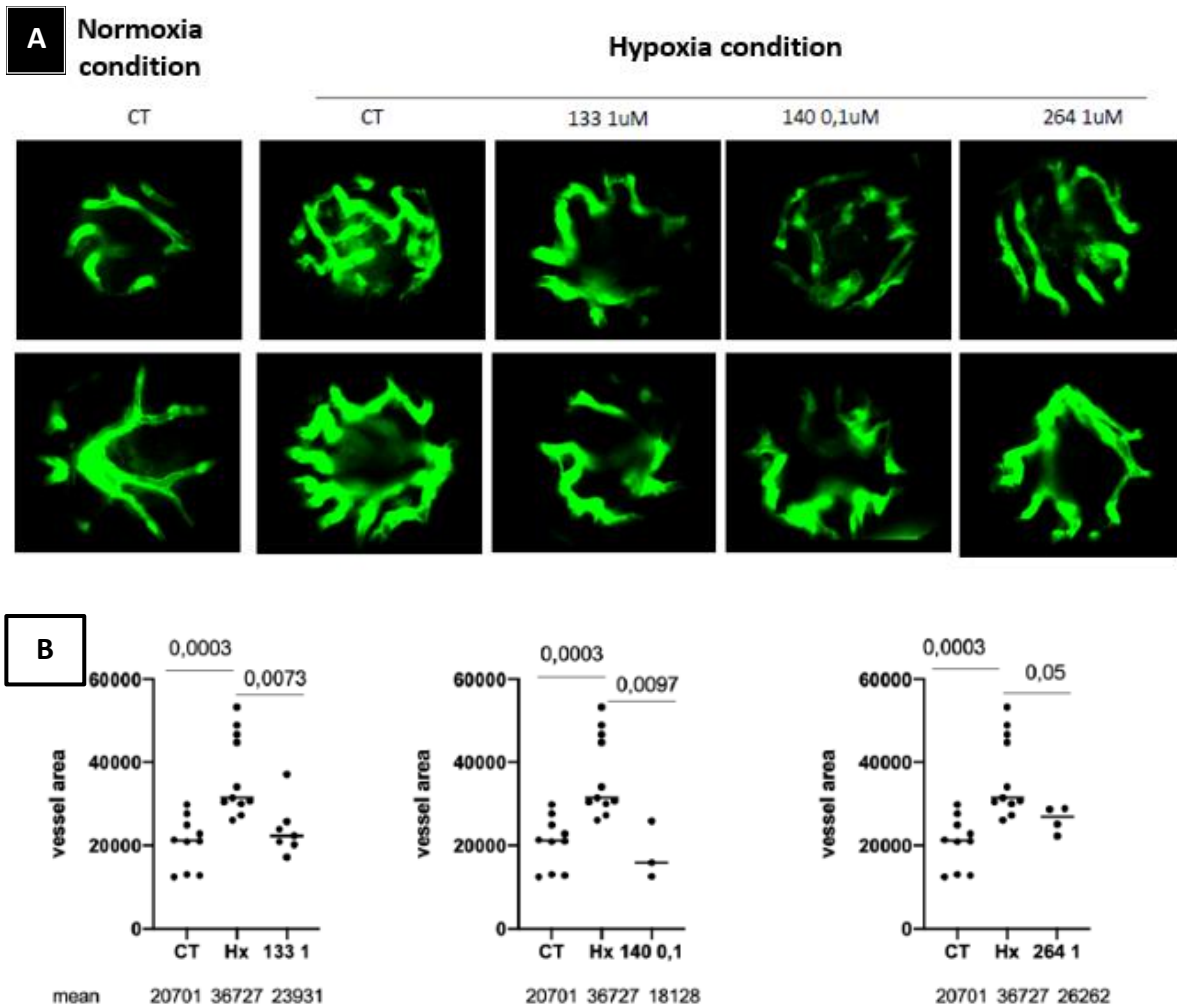 A
Normoxia
condition
Hypoxia condition
CT
CT
133 1uM
140 0,1uM
264 1uM
B
0,0003
0,0073
60000
40000
20000
0
vessel area
CT Hx 133 1
mean 20701 36727 23931
0,0003
0,0097
60000
40000
20000
0
vessel area
CT Hx 140 0,1
20701 36727 18128
0,0003
0,05
60000
40000
20000
0
vessel area
CT Hx 264 1
20701 36727 26262